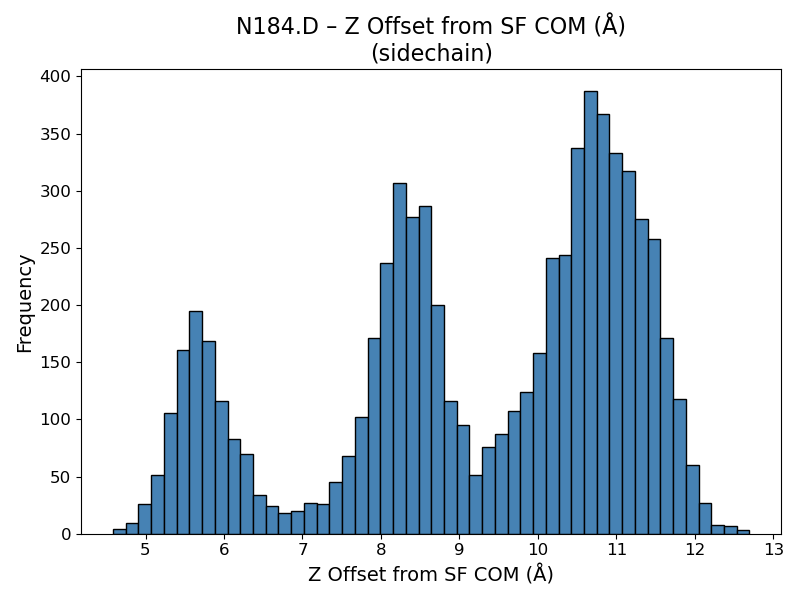 N184.D – Z Offset from SF COM (Å)
(sidechain)
Frequency
400
350
300
250
200
150
100
50
0
5 6 7 8 9 10 11 12 13
Z Offset from SF COM (Å)